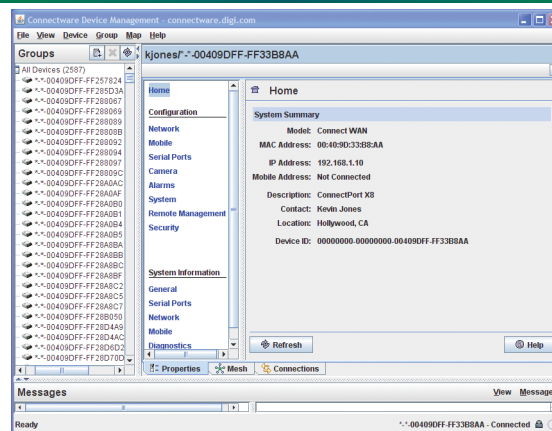 Connectware Device Management - connectware.digi.com
File View Device Group Map Help
Groups
kjones/*-*-00409DFF-FF33B8AA
All Devices (2587)
*-*-00409DFF-FF257824
*-*-00409DFF-FF285D3A
*-*-00409DFF-FF288067
*-*-00409DFF-FF288069
*-*-00409DFF-FF288089
*-*-00409DFF-FF28808B
*-*-00409DFF-FF288092
*-*-00409DFF-FF288094
*-*-00409DFF-FF288097
*-*-00409DFF-FF28809C
*-*-00409DFF-FF28A0AC
*-*-00409DFF-FF28A0AF
*-*-00409DFF-FF28A0B0
*-*-00409DFF-FF28A0B1
*-*-00409DFF-FF28A0B4
*-*-00409DFF-FF28A0B5
*-*-00409DFF-FF28A8BA
*-*-00409DFF-FF28A8BB
*-*-00409DFF-FF28A8BC
*-*-00409DFF-FF28A8BF
*-*-00409DFF-FF28A8C2
*-*-00409DFF-FF28A8C5
*-*-00409DFF-FF28A8C7
*-*-00409DFF-FF28B050
*-*-00409DFF-FF28D4A9
*-*-00409DFF-FF28D4AC
*-*-00409DFF-FF28D6D2
*-*-00409DFF-FF28D70D
Home
Configuration
Network
Mobile
Serial Ports
Camera
Alarms
System
Remote Management
Security
System Information
General
Serial Ports
Network
Mobile
Diagnostics
Home
System Summary
Model: Connect WAN
MAC Address: 00:40:9D:33:B8:AA
IP Address: 192.168.1.10
Mobile Address: Not Connected
Description: ConnectPort X8
Contact: Kevin Jones
Location: Hollywood, CA
Device ID: 00000000-00000000-00409DFF-FF33B8AA
Refresh
Help
Properties Mesh Connections
Messages
View Message
Ready
*-*-00409DFF-FF33B8AA - Connected